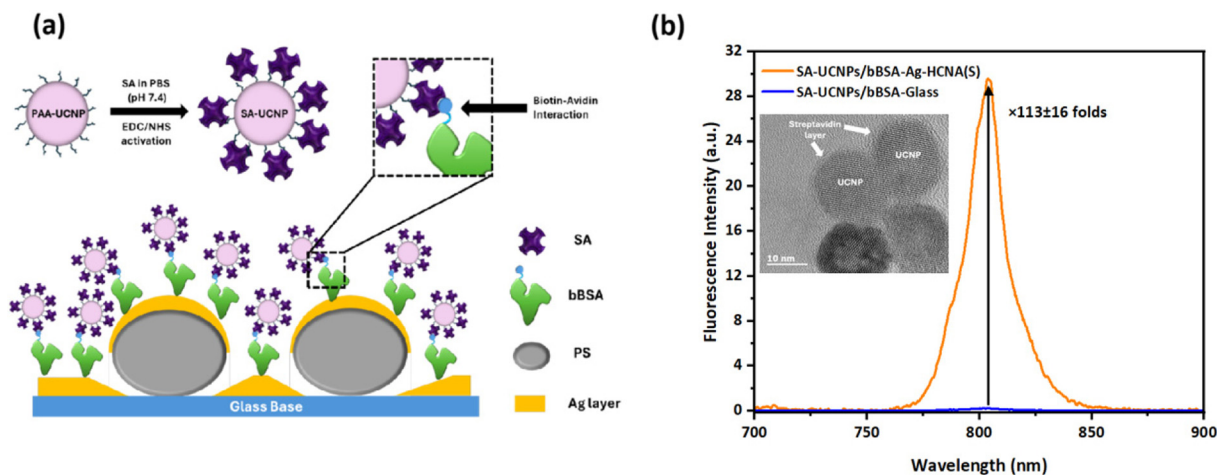 (a)
PAA-UCNP
SA in PBS
(pH 7.4)
EDC/NHS
activation
SA-UCNP
Biotin-Avidin
Interaction
SA
bBSA
PS
Ag layer
Glass Base
(b)
Fluorescence Intensity (a.u.)
32
28
24
20
16
12
8
4
0
SA-UCNPs/bBSA-Ag-HCNA(S)
SA-UCNPs/bBSA-Glass
×113±16 folds
Streptavidin
layer
UCNP
UCNP
10 nm
700
750
800
850
900
Wavelength (nm)